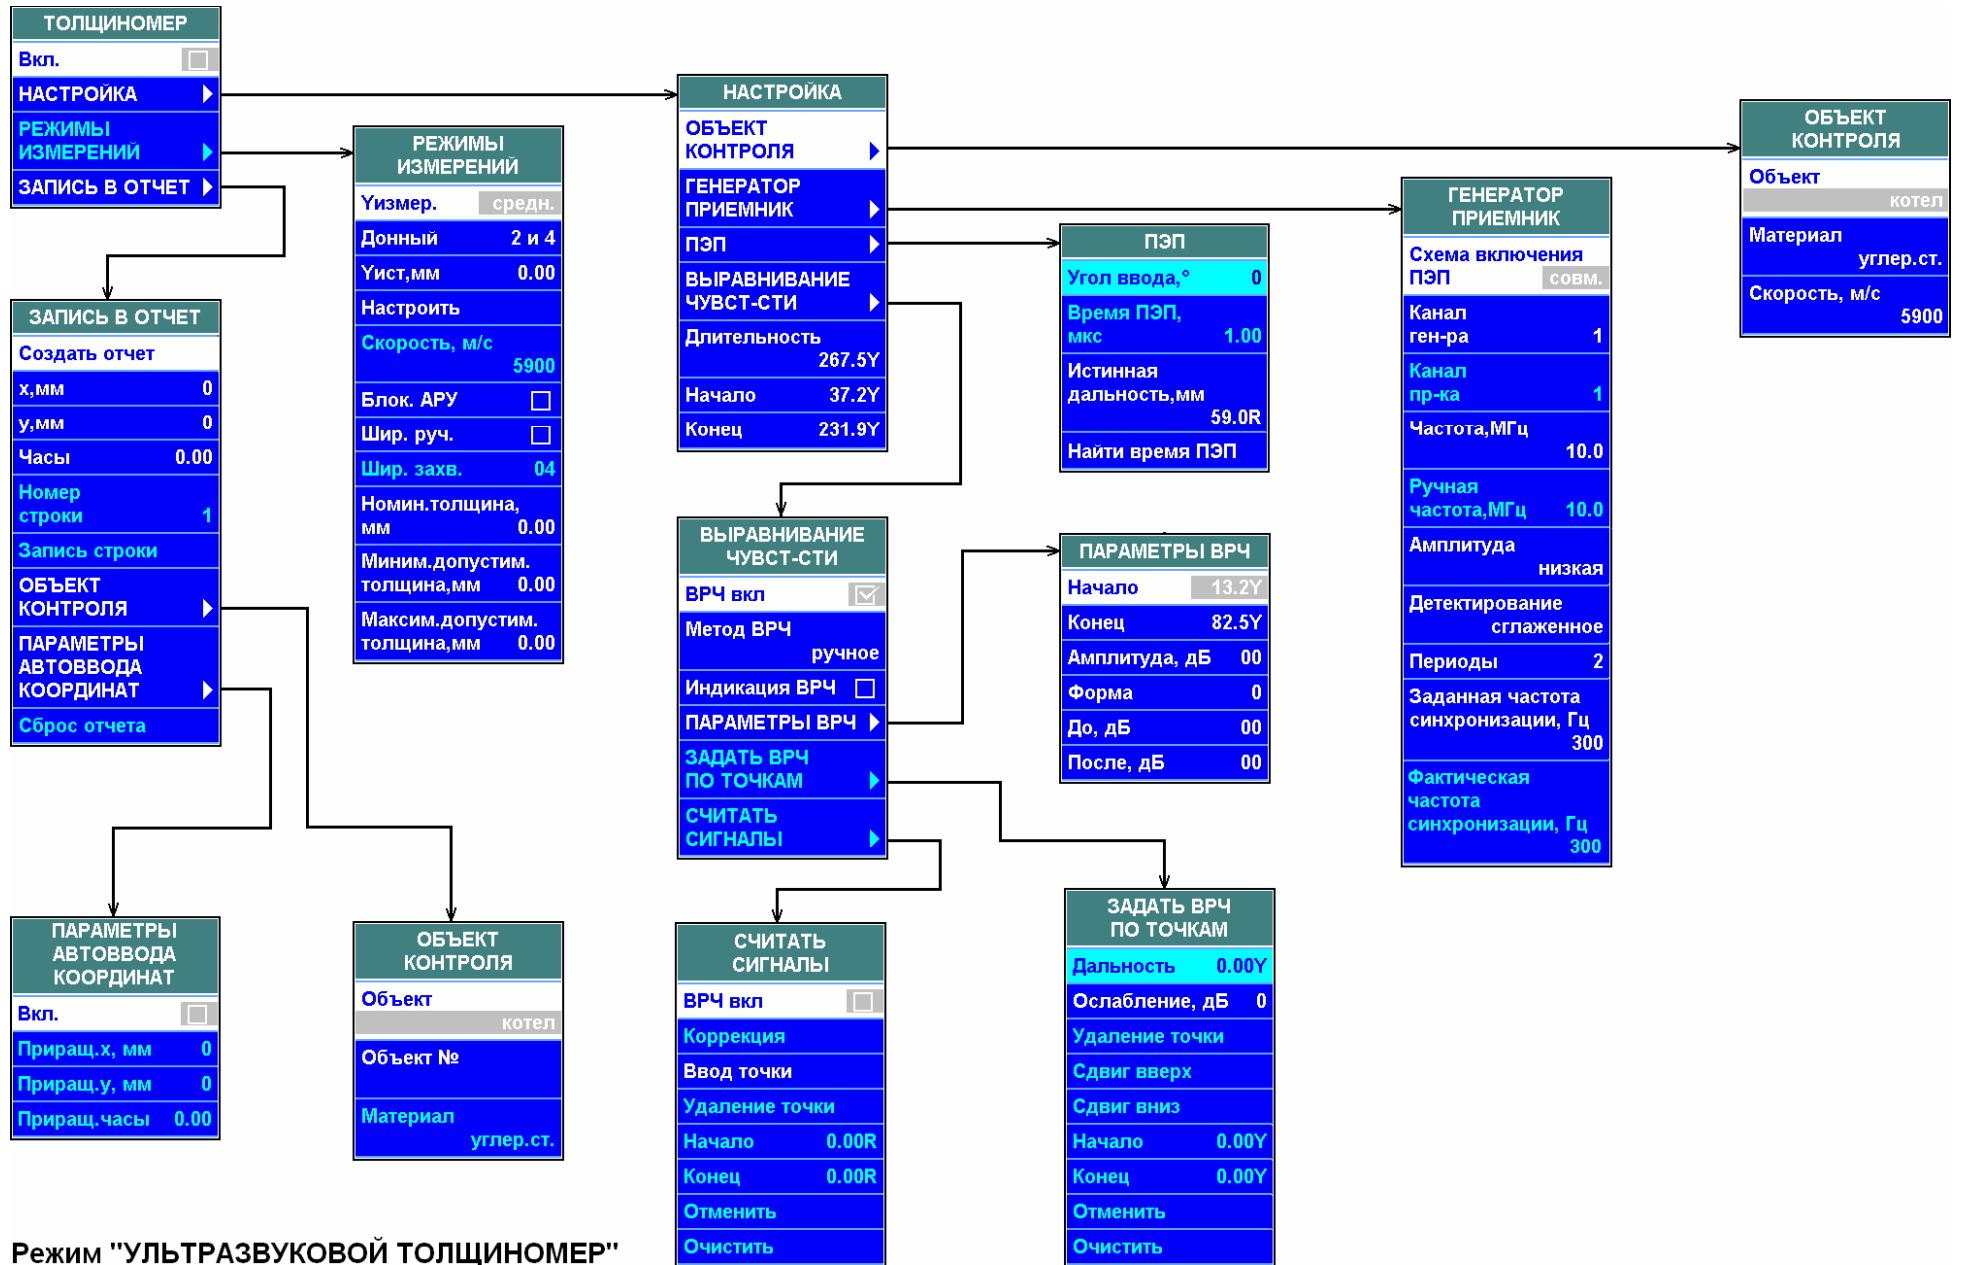 ТОЛЩИНОМЕР
Вкл.
НАСТРОЙКА
РЕЖИМЫ
ИЗМЕРЕНИЙ
ЗАПИСЬ В ОТЧЕТ
РЕЖИМЫ
ИЗМЕРЕНИЙ
Yизмер. средн.
Донный 2 и 4
Yист,мм 0.00
Настроить
Скорость, м/с
5900
Блок. АРУ
Шир. руч.
Шир. захв. 04
Номин.толщина,
мм 0.00
Миним.допустим.
толщина,мм 0.00
Максим.допустим.
толщина,мм 0.00
ЗАПИСЬ В ОТЧЕТ
Создать отчет
x,мм 0
y,мм 0
Часы 0.00
Номер
строки 1
Запись строки
ОБЪЕКТ
КОНТРОЛЯ
ПАРАМЕТРЫ
АВТОВВОДА
КООРДИНАТ
Сброс отчета
ПАРАМЕТРЫ
АВТОВВОДА
КООРДИНАТ
Вкл.
Приращ.x, мм 0
Приращ.y, мм 0
Приращ.часы 0.00
ОБЪЕКТ
КОНТРОЛЯ
Объект
котел
Объект №
Материал
углер.ст.
НАСТРОЙКА
ОБЪЕКТ
КОНТРОЛЯ
ГЕНЕРАТОР
ПРИЕМНИК
ПЭП
ВЫРАВНИВАНИЕ
ЧУВСТ-СТИ
Длительность
267.5Y
Начало 37.2Y
Конец 231.9Y
ВЫРАВНИВАНИЕ
ЧУВСТ-СТИ
ВРЧ вкл
Метод ВРЧ
ручное
Индикация ВРЧ
ПАРАМЕТРЫ ВРЧ
ЗАДАТЬ ВРЧ
ПО ТОЧКАМ
СЧИТАТЬ
СИГНАЛЫ
СЧИТАТЬ
СИГНАЛЫ
ВРЧ вкл
Коррекция
Ввод точки
Удаление точки
Начало 0.00R
Конец 0.00R
Отменить
Очистить
ПЭП
Угол ввода,° 0
Время ПЭП,
мкс 1.00
Истинная
дальность,мм
59.0R
Найти время ПЭП
ПАРАМЕТРЫ ВРЧ
Начало 13.2Y
Конец 82.5Y
Амплитуда, дБ 00
Форма 0
До, дБ 00
После, дБ 00
ЗАДАТЬ ВРЧ
ПО ТОЧКАМ
Дальность 0.00Y
Ослабление, дБ 0
Удаление точки
Сдвиг вверх
Сдвиг вниз
Начало 0.00Y
Конец 0.00Y
Отменить
Очистить
ГЕНЕРАТОР
ПРИЕМНИК
Схема включения
ПЭП совм.
Канал
ген-ра 1
Канал
пр-ка 1
Частота,МГц
10.0
Ручная
частота,МГц 10.0
Амплитуда
низкая
Детектирование
сглаженное
Периоды 2
Заданная частота
синхронизации, Гц
300
Фактическая
частота
синхронизации, Гц
300
ОБЪЕКТ
КОНТРОЛЯ
Объект
котел
Материал
углер.ст.
Скорость, м/с
5900
Режим "УЛЬТРАЗВУКОВОЙ ТОЛЩИНОМЕР"